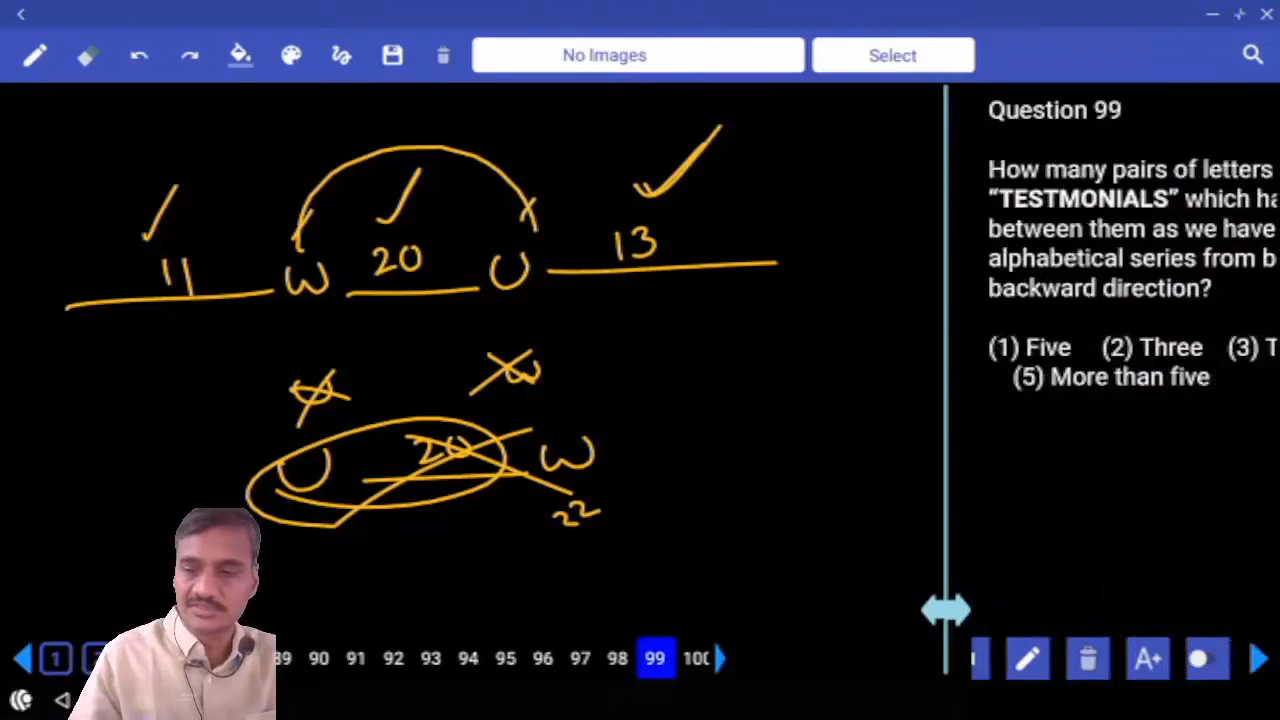 No Images
Select
Question 99
How many pairs of letters
“TESTMONIALS” which ha
between them as we have
alphabetical series from b
backward direction?
(1) Five (2) Three (3) T
(5) More than five
11 W 20 U 13
W
U 20 W
22
1
89 90 91 92 93 94 95 96 97 98 99 100
A+